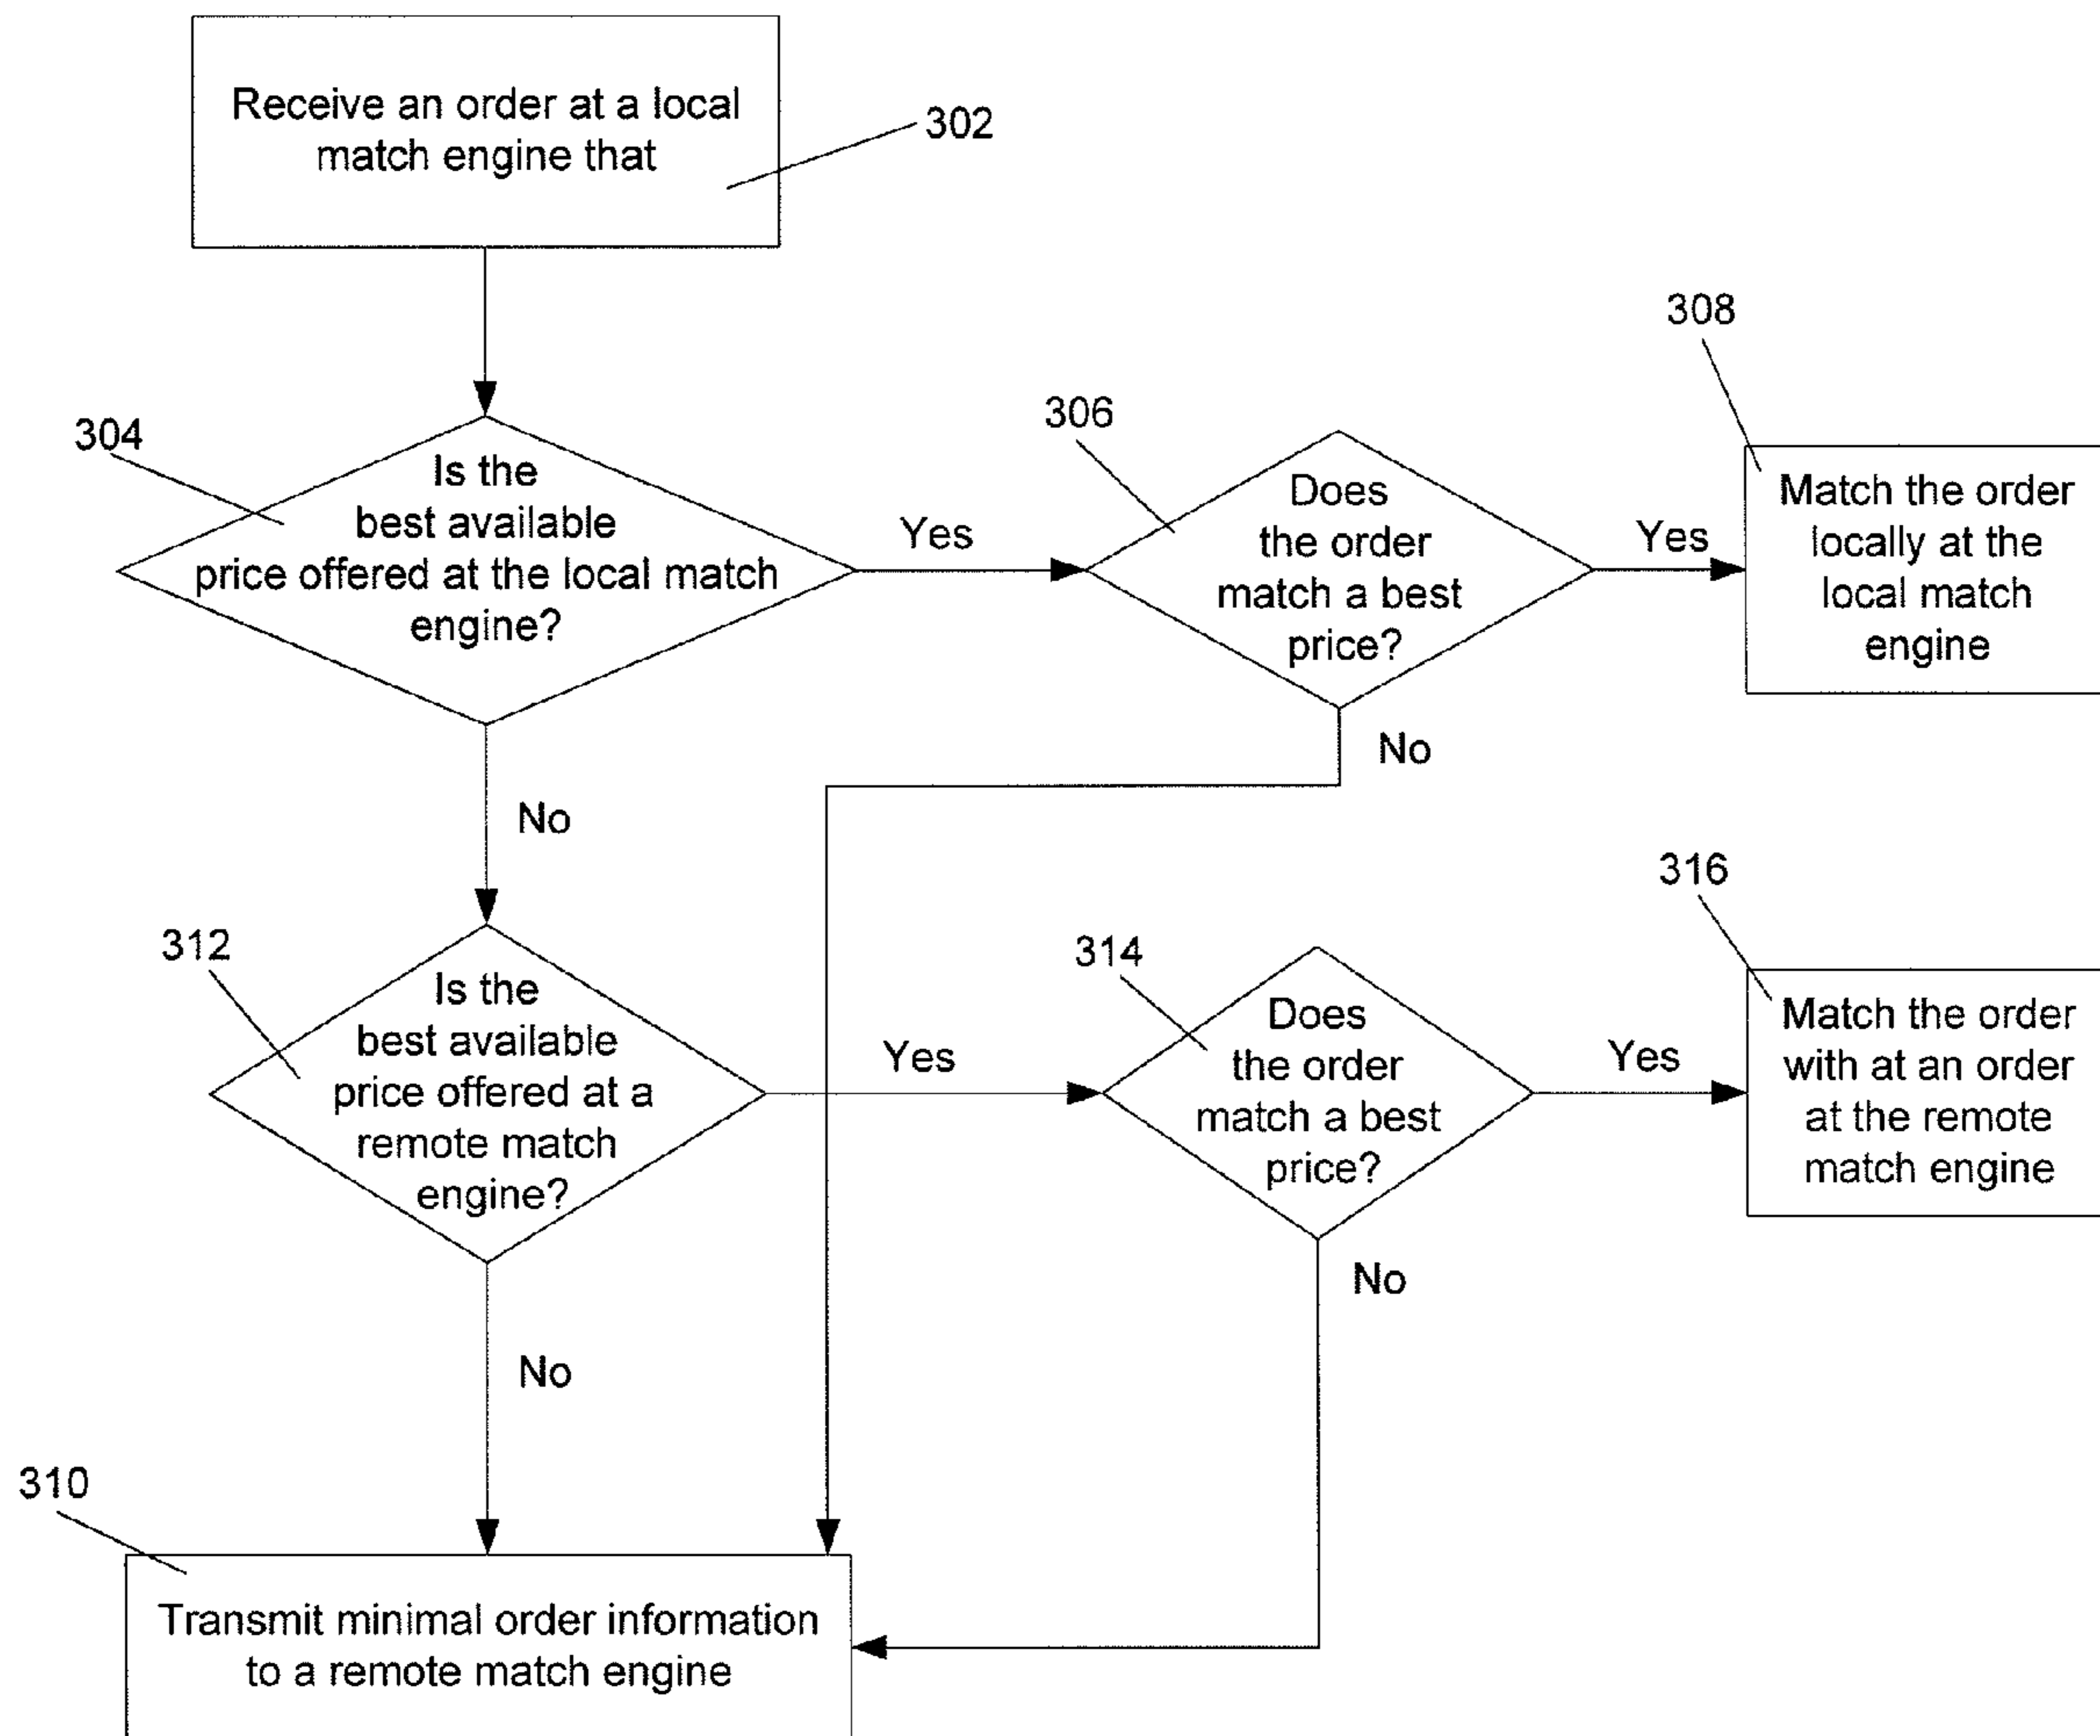 Receive an order at a local
match engine that
302
304
Is the
best available
price offered at the local match
engine?
Yes
306
Does
the order
match a best
price?
Yes
308
Match the order
locally at the
local match
engine
No
No
312
Is the
best available
price offered at a
remote match
engine?
Yes
314
Does
the order
match a best
price?
Yes
316
Match the order
with at an order
at the remote
match engine
No
No
310
Transmit minimal order information
to a remote match engine